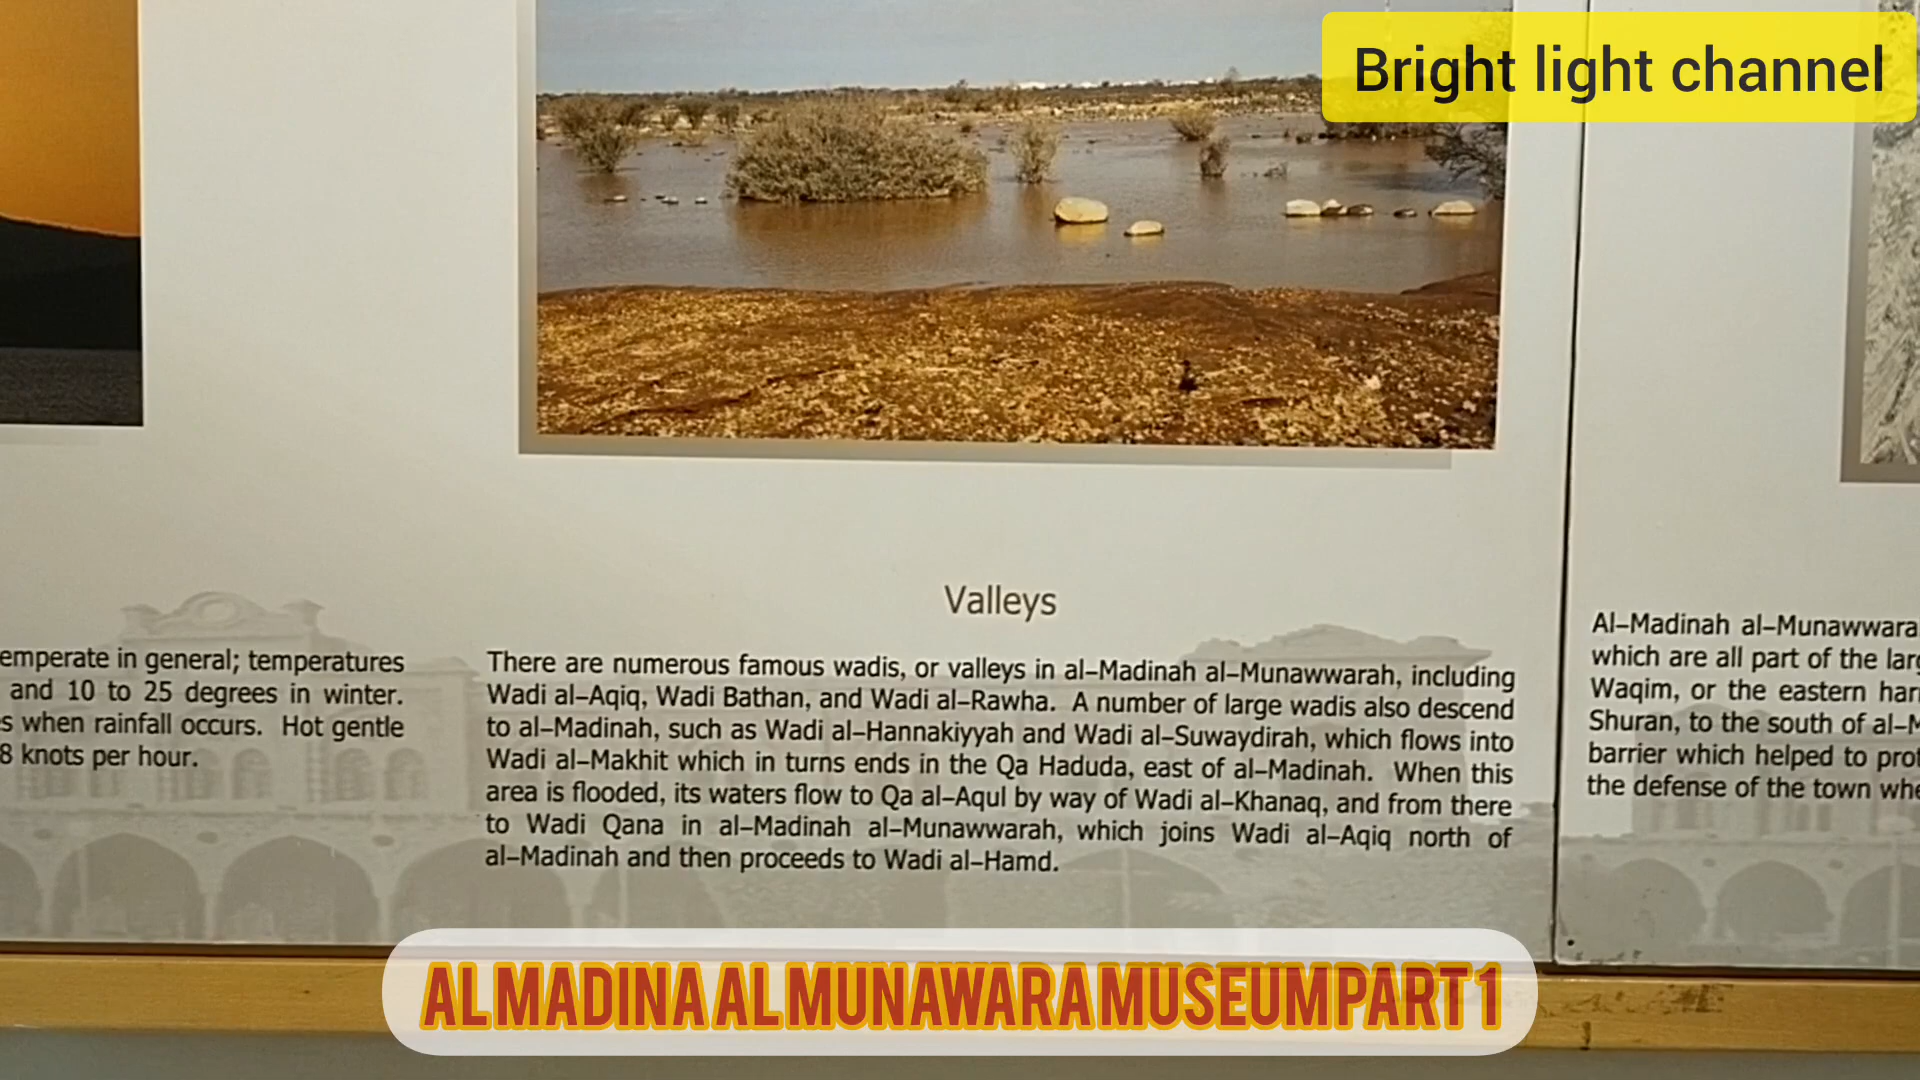 Bright light channel
Valleys
emperate in general; temperatures
and 10 to 25 degrees in winter.
s when rainfall occurs. Hot gentle
8 knots per hour.
There are numerous famous wadis, or valleys in al-Madinah al-Munawwarah, including
Wadi al-Aqiq, Wadi Bathan, and Wadi al-Rawha. A number of large wadis also descend
to al-Madinah, such as Wadi al-Hannakiyyah and Wadi al-Suwaydirah, which flows into
Wadi al-Makhit which in turns ends in the Qa Haduda, east of al-Madinah. When this
area is flooded, its waters flow to Qa al-Aqul by way of Wadi al-Khanaq, and from there
to Wadi Qana in al-Madinah al-Munawwarah, which joins Wadi al-Aqiq north of
al-Madinah and then proceeds to Wadi al-Hamd.
Al-Madinah al-Munawwara
which are all part of the larg
Waqim, or the eastern har
Shuran, to the south of al-M
barrier which helped to prot
the defense of the town whe
AL MADINA AL MUNAWARA MUSEUM PART 1